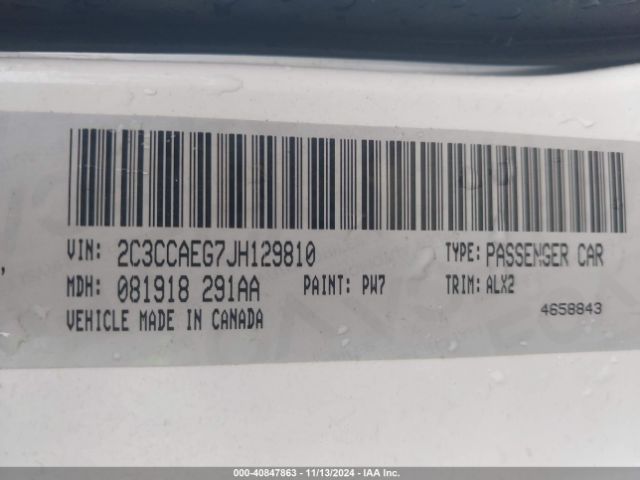 VIN: 2C3CCAEG7JH129810 TYPE: PASSENGER CAR
MDH: 081918 291AA PAINT: PW7 TRIM: ALX2
4658843
VEHICLE MADE IN CANADA
000-40847863 - 11/13/2024 - IAA Inc.